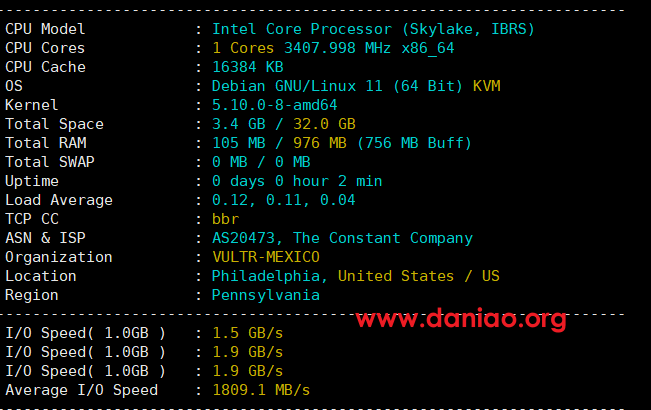 ----------------------------------------------------------------------
CPU Model : Intel Core Processor (Skylake, IBRS)
CPU Cores : 1 Cores 3407.998 MHz x86_64
CPU Cache : 16384 KB
OS : Debian GNU/Linux 11 (64 Bit) KVM
Kernel : 5.10.0-8-amd64
Total Space : 3.4 GB / 32.0 GB
Total RAM : 105 MB / 976 MB (756 MB Buff)
Total SWAP : 0 MB / 0 MB
Uptime : 0 days 0 hour 2 min
Load Average : 0.12, 0.11, 0.04
TCP CC : bbr
ASN & ISP : AS20473, The Constant Company
Organization : VULTR-MEXICO
Location : Philadelphia, United States / US
Region : Pennsylvania
----------------------------------------------------------------------
www.daniao.org
I/O Speed( 1.0GB ) : 1.5 GB/s
I/O Speed( 1.0GB ) : 1.9 GB/s
I/O Speed( 1.0GB ) : 1.9 GB/s
Average I/O Speed : 1809.1 MB/s
----------------------------------------------------------------------